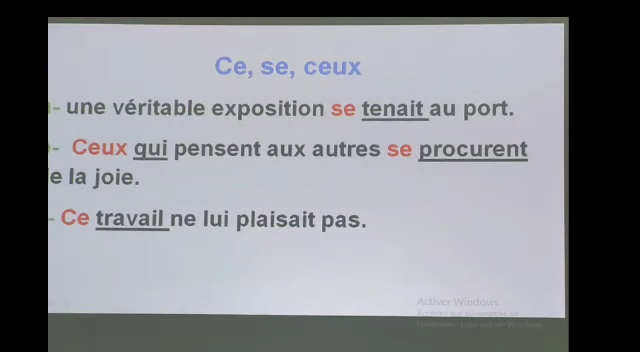 Ce, se, ceux
- une véritable exposition se tenait au port.
- Ceux qui pensent aux autres se procurent
e la joie.
- Ce travail ne lui plaisait pas.
Activer Windows